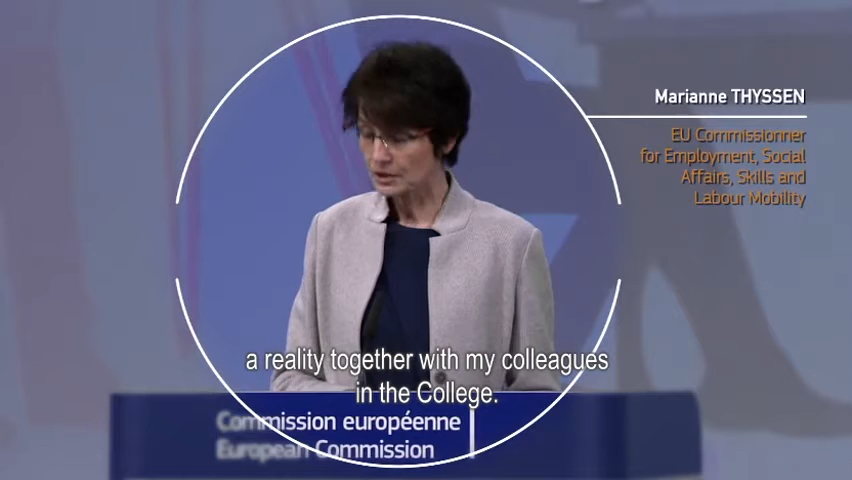 Marianne THYSSEN
EU Commissionner
for Employment, Social
Affairs, Skills and
Labour Mobility
a reality together with my colleagues
in the College.
Commission européenne
European Commission